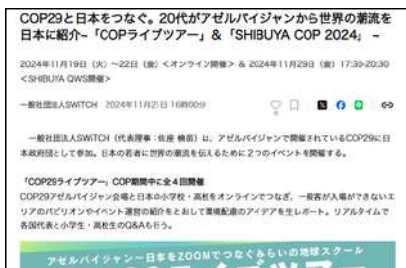 COP29と日本をつなぐ。20代がアゼルバイジャンから世界の潮流を
日本に紹介~「COPライブツアー」&「SHIBUYA COP 2024」~
2024年11月19日(火)~22日(金)<オンライン開催> & 2024年11月29日(金) 17:30-20:30
<SHIBUYA QWS開催>
一般社団法人SWiTCH 2024年11月21日 16時00分
一般社団法人SWiTCH(代表理事:佐座 槙苗)は、アゼルバイジャンで開催されているCOP29に日
本政府団として参加。日本の若者に世界の潮流を伝えるために2つのイベントを開催する。
「COP29ライブツアー」COP期間中に全4回開催
COP29アゼルバイジャン会場と日本の小学校・高校をオンラインでつなぎ、一般客が入場ができないエ
リアのパビリオンやイベント運営の紹介をとおして環境配慮のアイデアを生レポート。リアルタイムで
各国代表と小学生・高校生のQ&Aも行う。
アゼルバイジャン~日本をZOOMでつなぐみらいの地球スクール